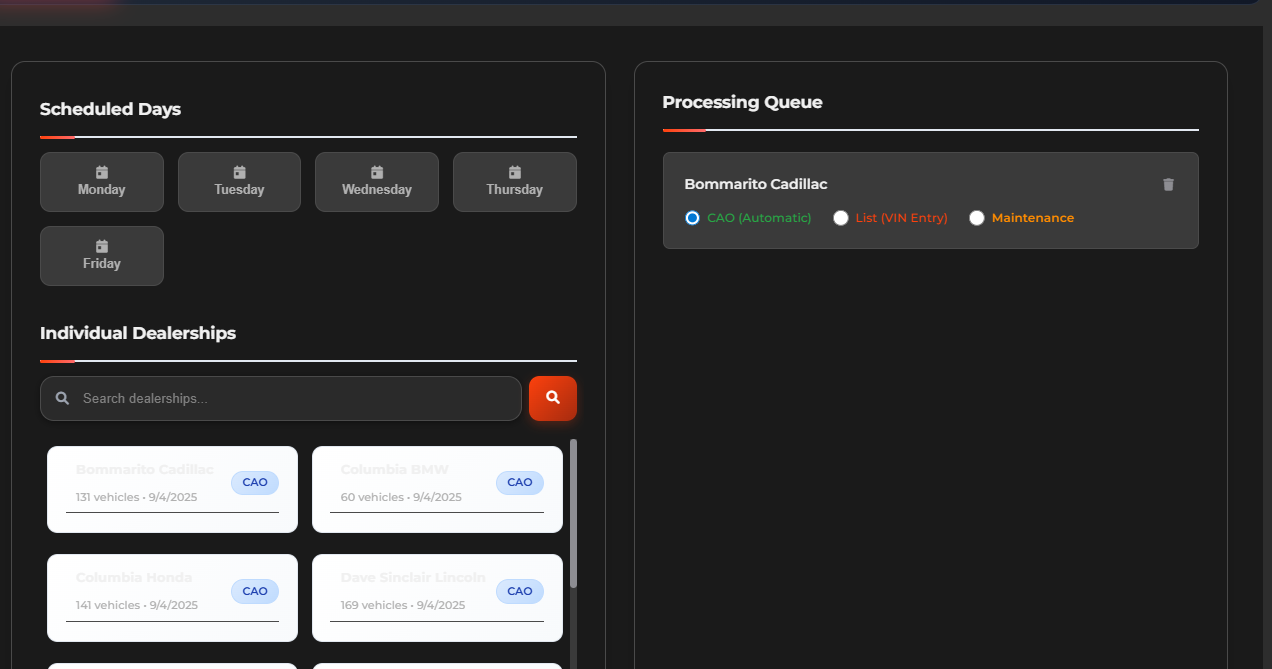 Scheduled Days
Monday
Tuesday
Wednesday
Thursday
Friday
Individual Dealerships
Search dealerships...
Bommarito Cadillac
131 vehicles • 9/4/2025
CAO
Columbia BMW
60 vehicles • 9/4/2025
CAO
Columbia Honda
141 vehicles • 9/4/2025
CAO
Dave Sinclair Lincoln
169 vehicles • 9/4/2025
CAO
Processing Queue
Bommarito Cadillac
CAO (Automatic)
List (VIN Entry)
Maintenance